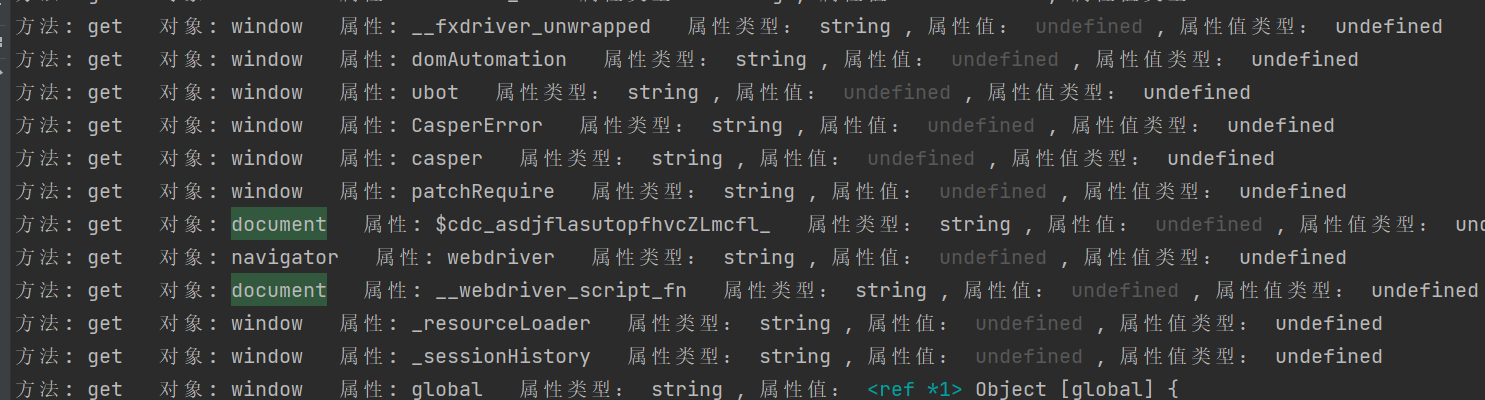 方法: get 对象: window 属性: __fxdriver_unwrapped 属性类型： string , 属性值： undefined , 属性值类型： undefined
方法: get 对象: window 属性: domAutomation 属性类型： string , 属性值： undefined , 属性值类型： undefined
方法: get 对象: window 属性: ubot 属性类型： string , 属性值： undefined , 属性值类型： undefined
方法: get 对象: window 属性: CasperError 属性类型： string , 属性值： undefined , 属性值类型： undefined
方法: get 对象: window 属性: casper 属性类型： string , 属性值： undefined , 属性值类型： undefined
方法: get 对象: window 属性: patchRequire 属性类型： string , 属性值： undefined , 属性值类型： undefined
方法: get 对象: document 属性: $cdc_asdjflasutopfhvcZLmcfl_ 属性类型： string , 属性值： undefined , 属性值类型： und
方法: get 对象: navigator 属性: webdriver 属性类型： string , 属性值： undefined , 属性值类型： undefined
方法: get 对象: document 属性: __webdriver_script_fn 属性类型： string , 属性值： undefined , 属性值类型： undefined
方法: get 对象: window 属性: _resourceLoader 属性类型： string , 属性值： undefined , 属性值类型： undefined
方法: get 对象: window 属性: _sessionHistory 属性类型： string , 属性值： undefined , 属性值类型： undefined
方法: get 对象: window 属性: global 属性类型： string , 属性值： <ref *1> Object [global] {